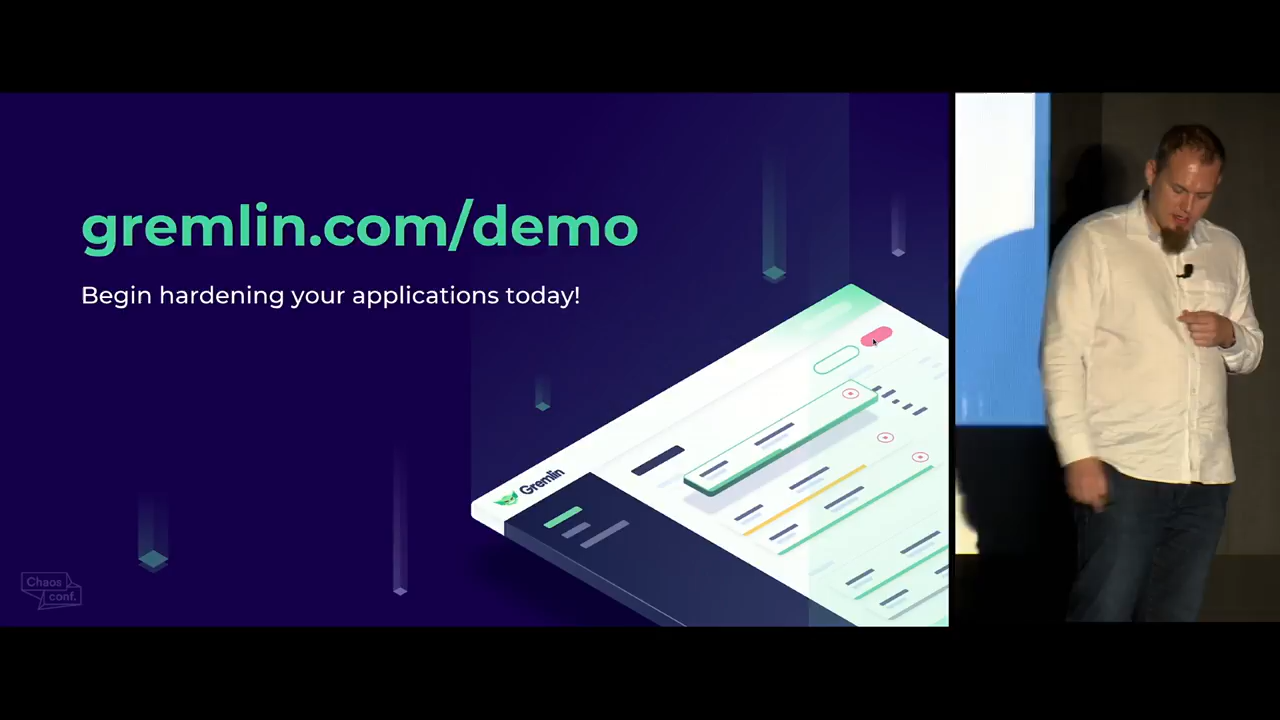 gremlin.com/demo
Begin hardening your applications today!
Gremlin
Chaos
conf.